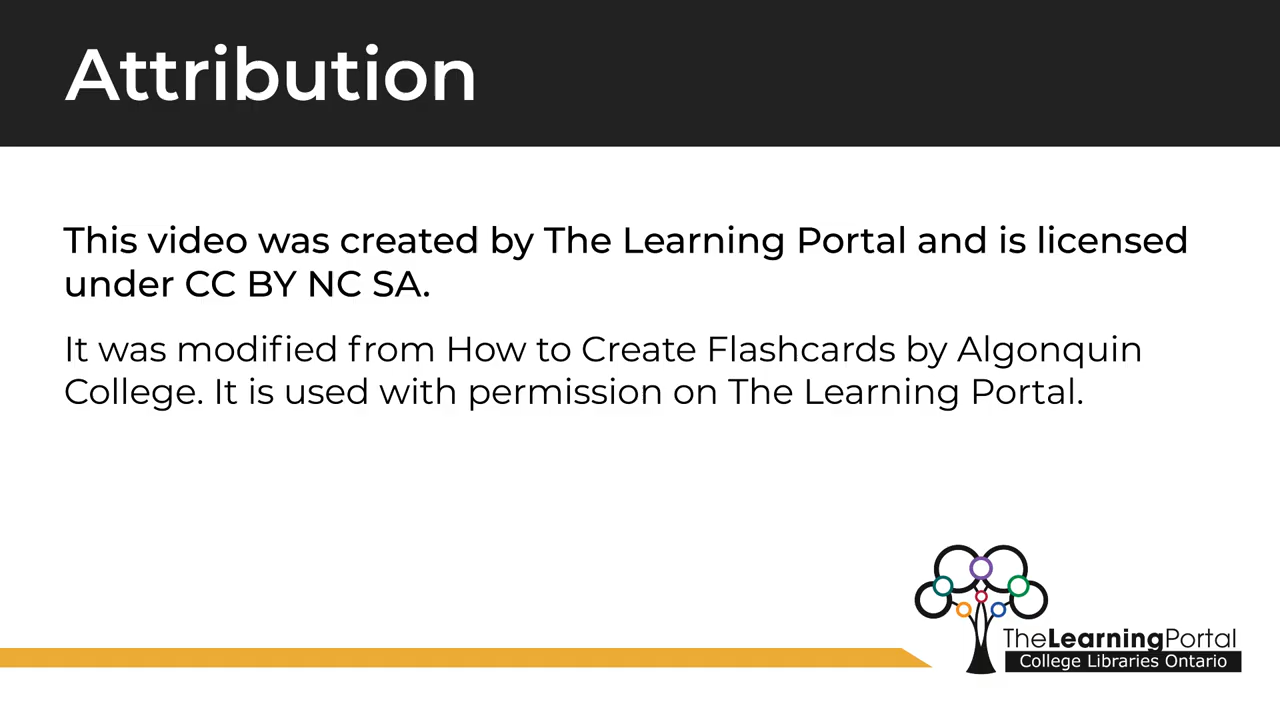 Attribution
This video was created by The Learning Portal and is licensed
under CC BY NC SA.
It was modified from How to Create Flashcards by Algonquin
College. It is used with permission on The Learning Portal.
TheLearningPortal
College Libraries Ontario